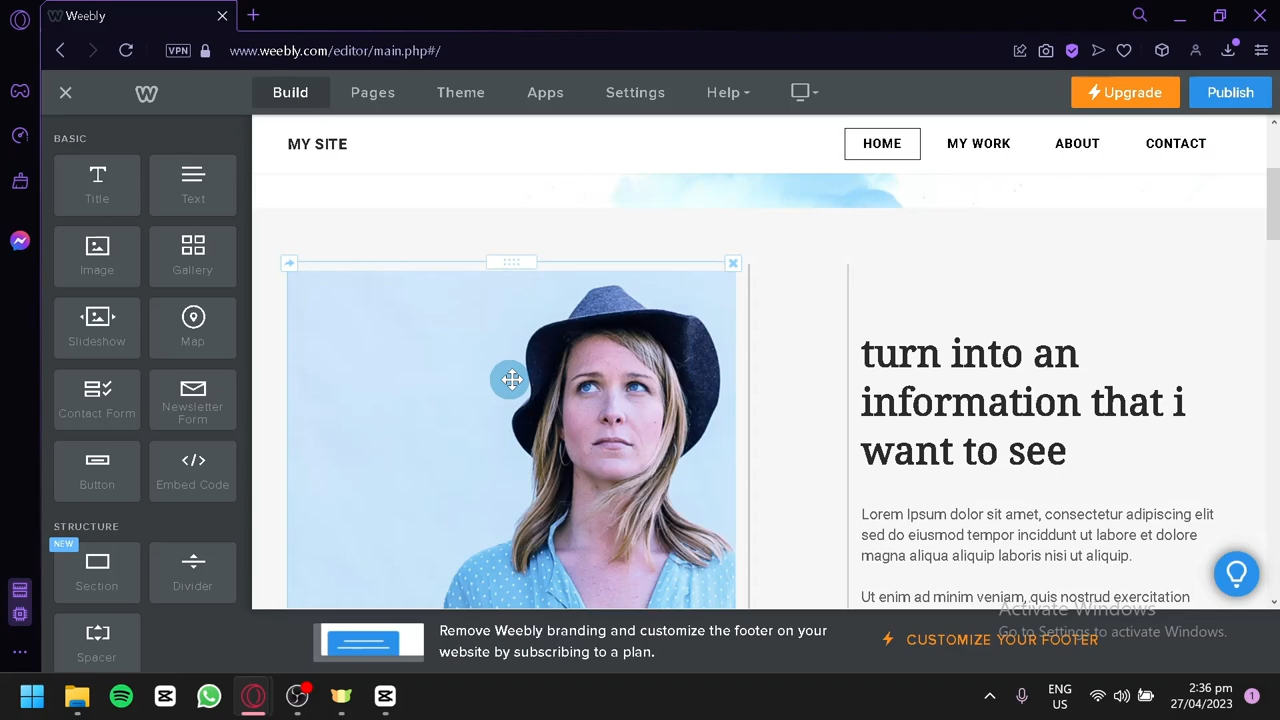 Weebly
VPN
www.weebly.com/editor/main.php#/
Build
Pages
Theme
Apps
Settings
Help
Upgrade
Publish
BASIC
Title
Text
Image
Gallery
Slideshow
Map
Contact Form
Newsletter
Form
Button
Embed Code
STRUCTURE
NEW
Section
Divider
Spacer
MY SITE
HOME
MY WORK
ABOUT
CONTACT
turn into an
information that i
want to see
Lorem Ipsum dolor sit amet, consectetur adipiscing elit
sed do eiusmod tempor incididunt ut labore et dolore
magna aliqua aliquip laboris nisi ut aliquip.
Ut enim ad minim veniam, quis nostrud exercitation
Activate Windows
Go to Settings to activate Windows.
Remove Weebly branding and customize the footer on your
website by subscribing to a plan.
CUSTOMIZE YOUR FOOTER
ENG
US
2:36 pm
27/04/2023
1